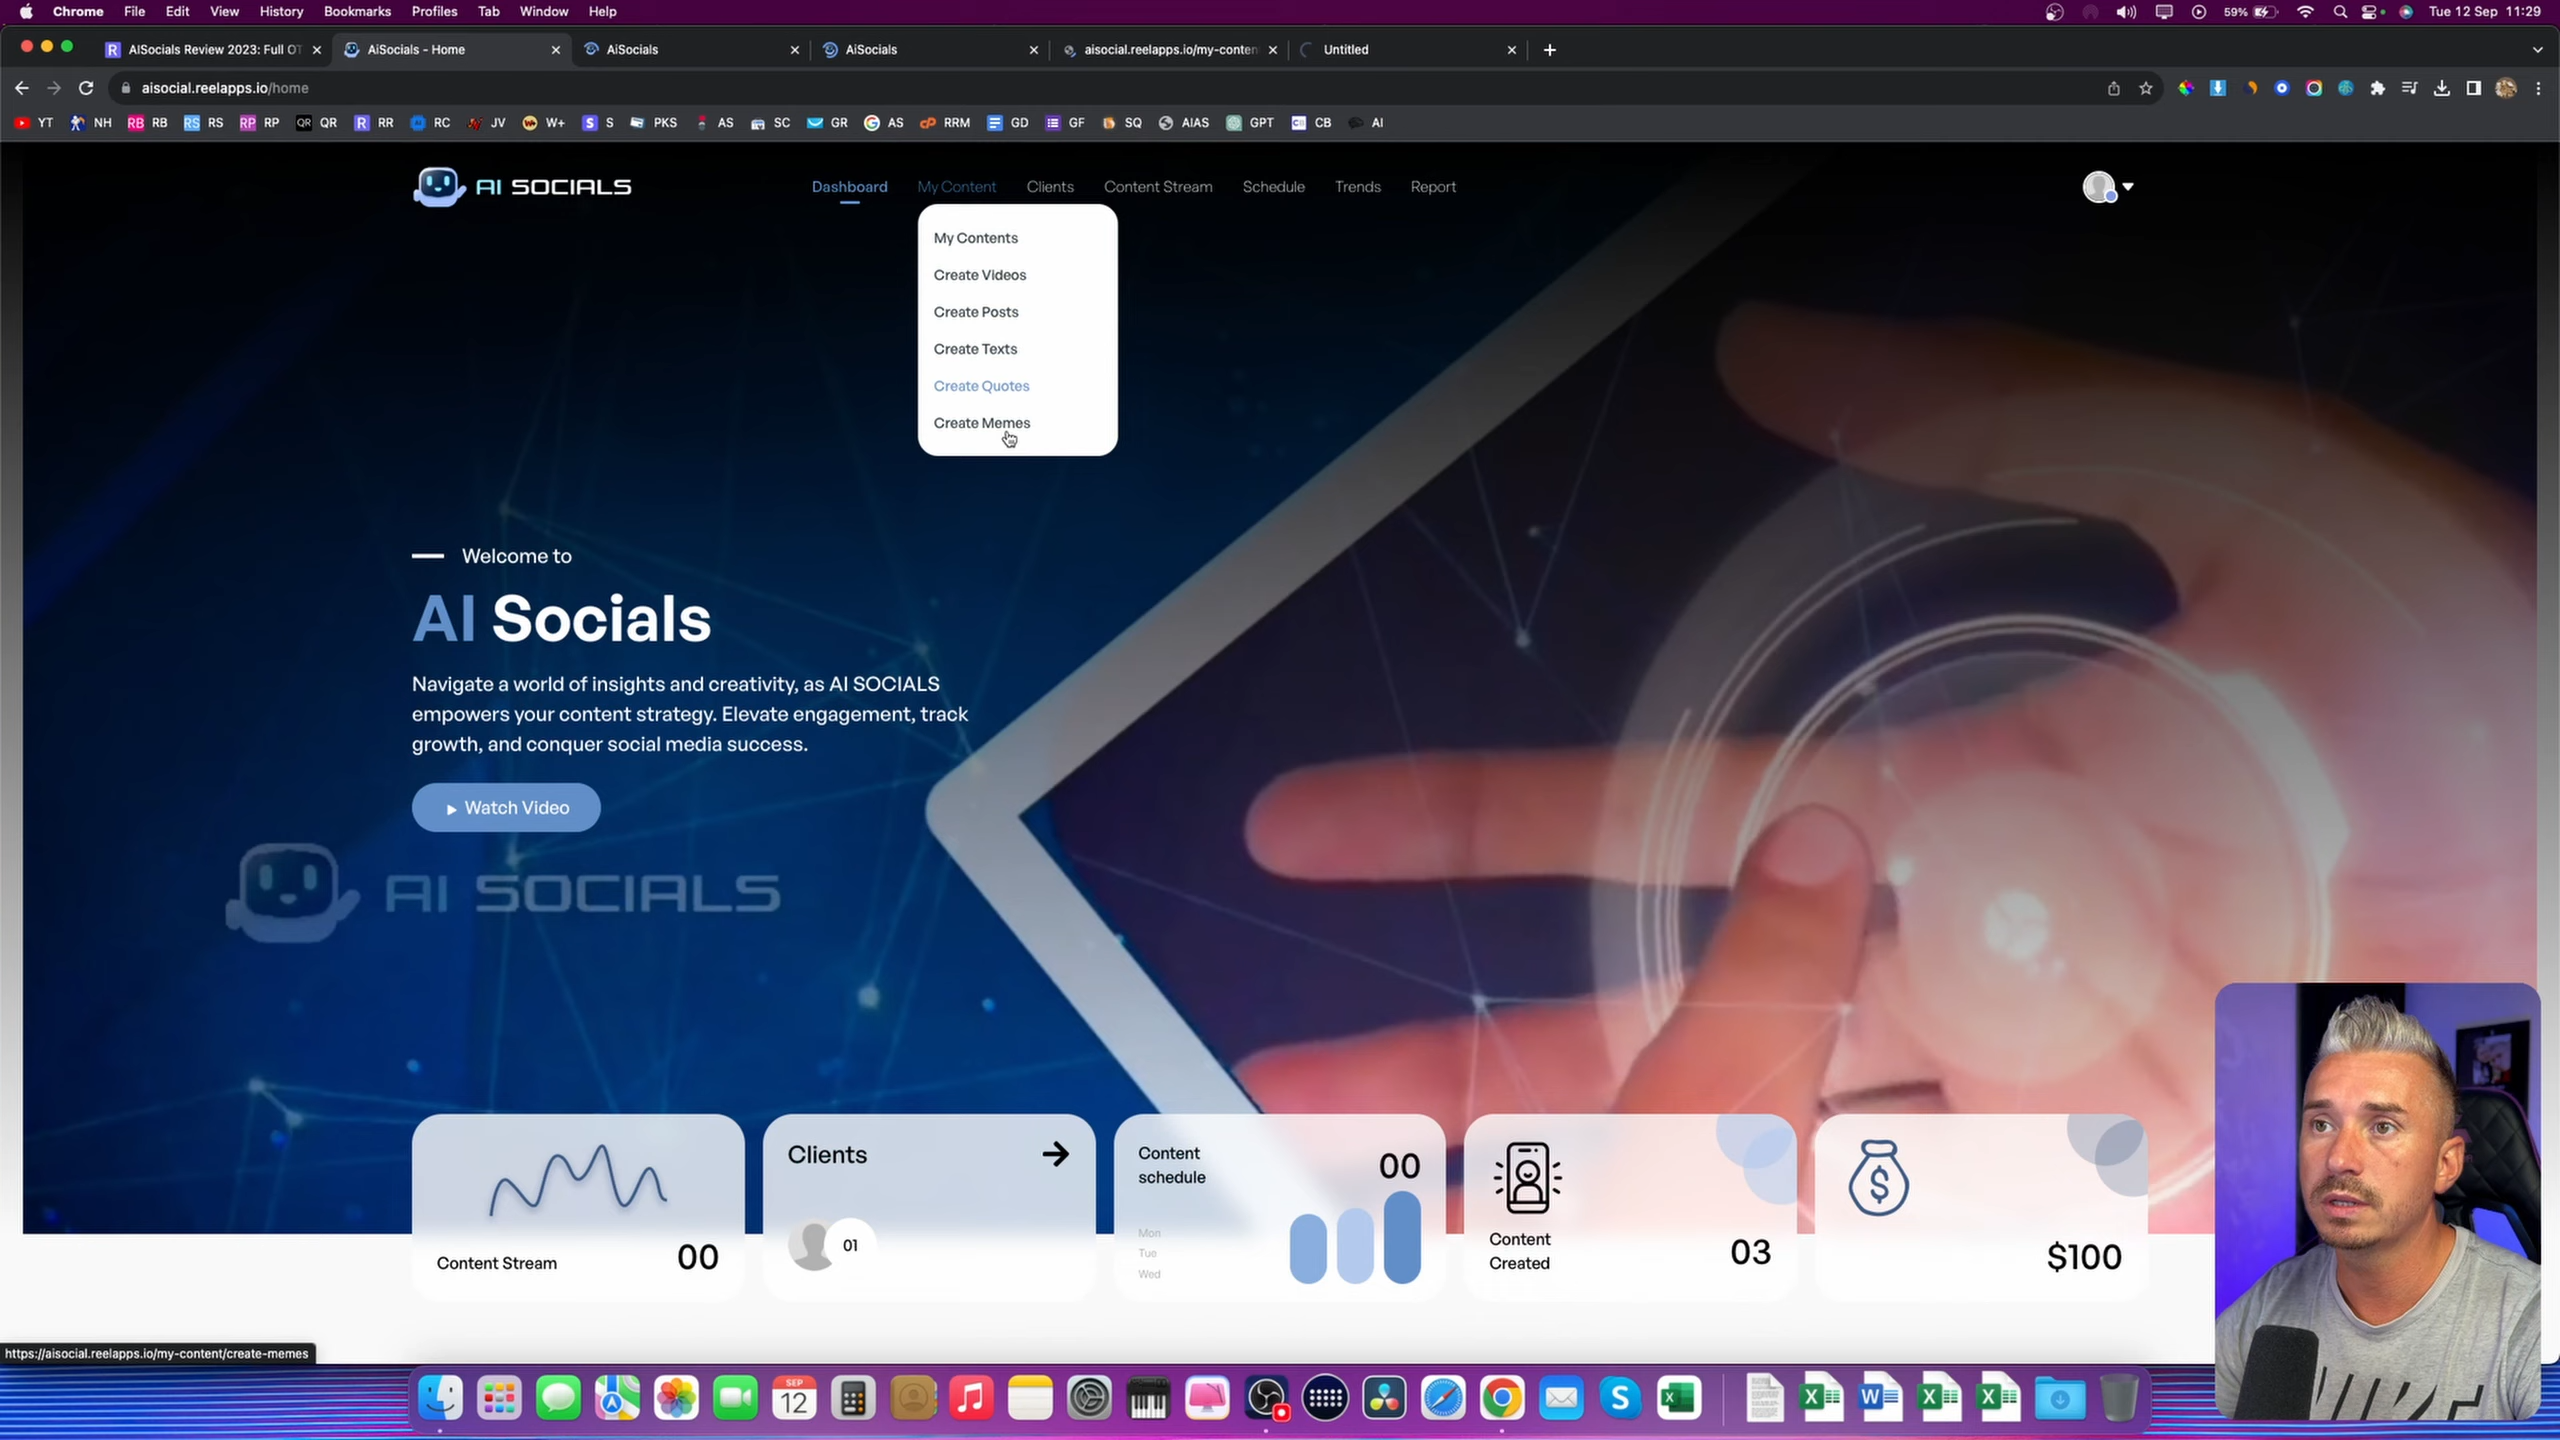 Chrome File Edit View History Bookmarks Profiles Tab Window Help
59% Tue 12 Sep 11:29
AISocials Review 2023: Full OT
AiSocials - Home
AiSocials
AiSocials
aisocial.reelapps.io/my-conten
Untitled
aisocial.reelapps.io/home
YT NH RB RB RS RS RP RP QR QR R RR RC JV W+ S S PKS AS SC GR AS RRM GD GF SQ AIAS GPT CB AI
AI SOCIALS
Dashboard My Content Clients Content Stream Schedule Trends Report
My Contents
Create Videos
Create Posts
Create Texts
Create Quotes
Create Memes
Welcome to
AI Socials
Navigate a world of insights and creativity, as AI SOCIALS
empowers your content strategy. Elevate engagement, track
growth, and conquer social media success.
Watch Video
AI SOCIALS
Content Stream 00
Clients
01
Content
schedule
00
Mon
Tue
Wed
Content
Created
03
$
$100
https://aisocial.reelapps.io/my-content/create-memes
SEP
12
NIKE